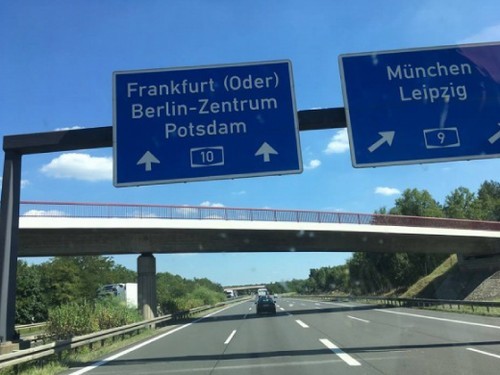 Frankfurt (Oder)
Berlin-Zentrum
Potsdam
10
München
Leipzig
9